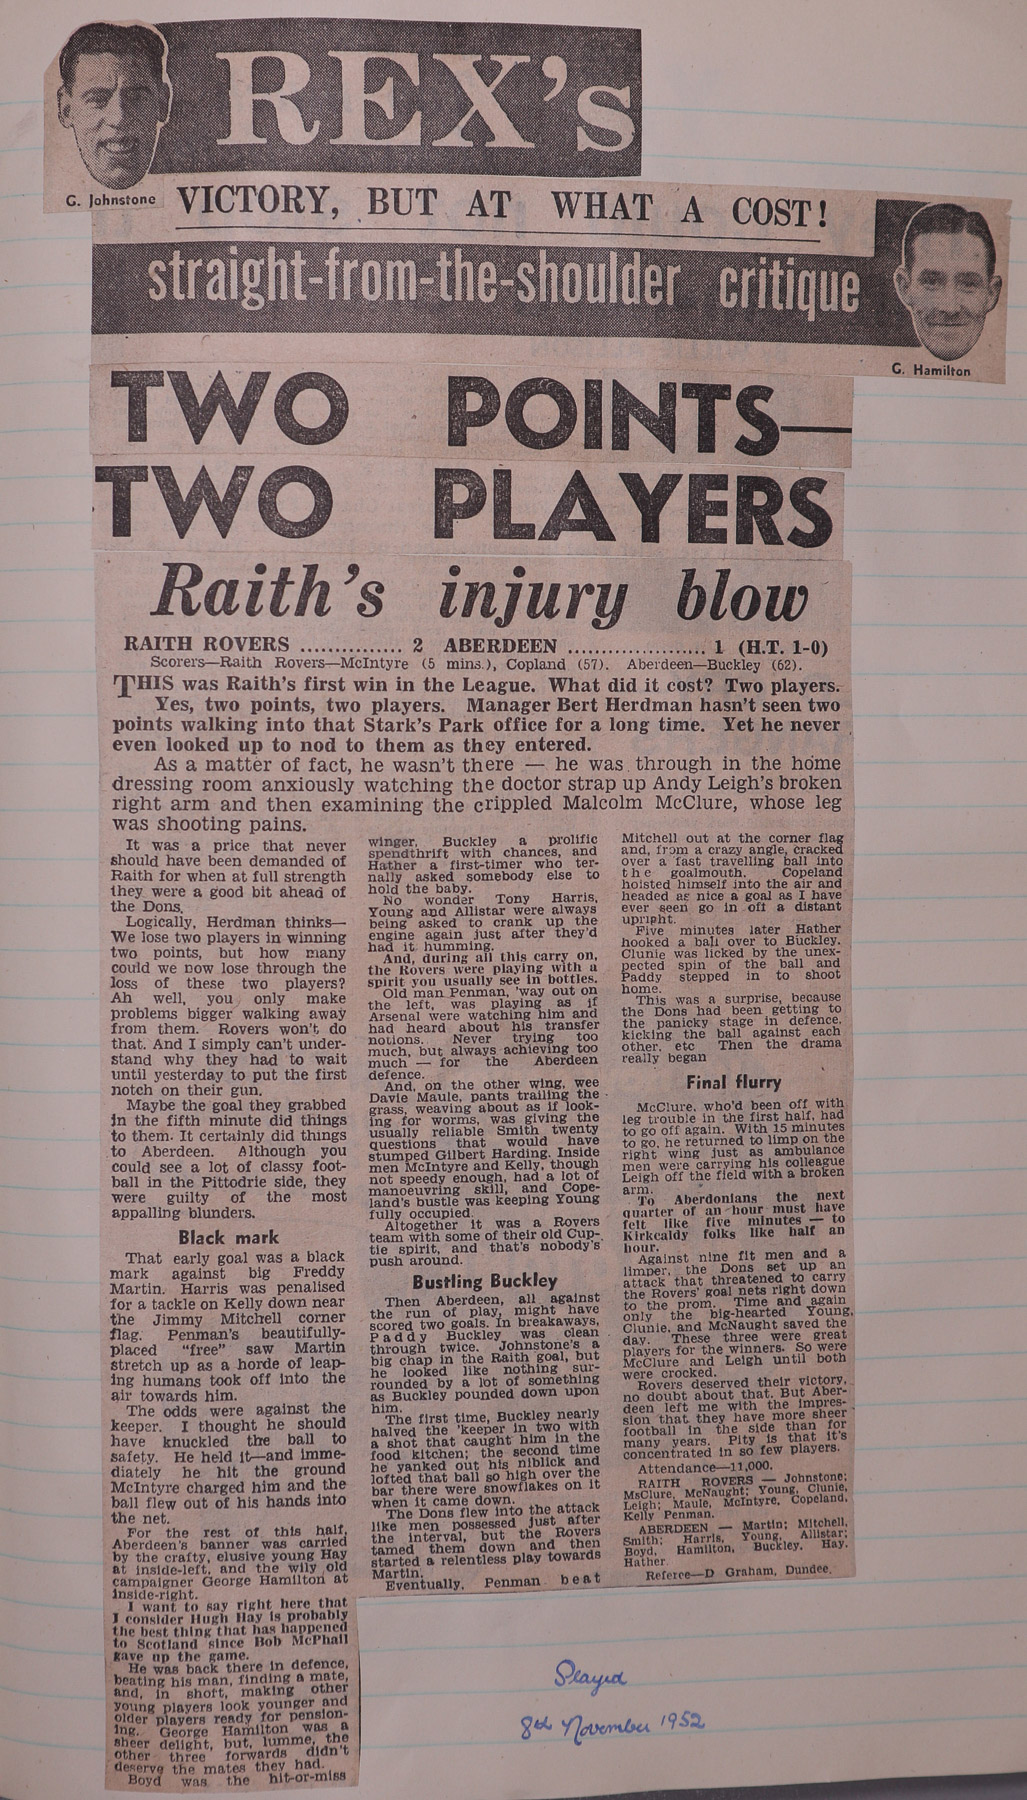 REX's
G. Johnstone
VICTORY, BUT AT WHAT A COST!
straight-from-the-shoulder critique
G. Hamilton
TWO POINTS—
TWO PLAYERS
Raith's injury blow
RAITH ROVERS .............. 2 ABERDEEN ..................... 1 (H.T. 1-0)
Scorers—Raith Rovers—McIntyre (5 mins.), Copland (57). Aberdeen—Buckley (62).
THIS was Raith's first win in the League. What did it cost? Two players.
Yes, two points, two players. Manager Bert Herdman hasn't seen two
points walking into that Stark's Park office for a long time. Yet he never
even looked up to nod to them as they entered.
As a matter of fact, he wasn't there — he was through in the home
dressing room anxiously watching the doctor strap up Andy Leigh's broken
right arm and then examining the crippled Malcolm McClure, whose leg
was shooting pains.
It was a price that never
should have been demanded of
Raith for when at full strength
they were a good bit ahead of
the Dons.
Logically, Herdman thinks—
We lose two players in winning
two points, but how many
could we now lose through the
loss of these two players?
Ah well, you only make
problems bigger walking away
from them. Rovers won't do
that. And I simply can't under-
stand why they had to wait
until yesterday to put the first
notch on their gun.
Maybe the goal they grabbed
in the fifth minute did things
to them. It certainly did things
to Aberdeen. Although you
could see a lot of classy foot-
ball in the Pittodrie side, they
were guilty of the most
appalling blunders.
Black mark
That early goal was a black
mark against big Freddy
Martin. Harris was penalised
for a tackle on Kelly down near
the Jimmy Mitchell corner
flag. Penman's beautifully-
placed "free" saw Martin
stretch up as a horde of leap-
ing humans took off into the
air towards him.
The odds were against the
keeper. I thought he should
have knuckled the ball to
safety. He held it—and imme-
diately he hit the ground
McIntyre charged him and the
ball flew out of his hands into
the net.
For the rest of this half,
Aberdeen's banner was carried
by the crafty, elusive young Hay
at inside-left, and the wily old
campaigner George Hamilton at
inside-right.
I want to say right here that
I consider Hugh Hay is probably
the best thing that has happened
to Scotland since Bob McPhail
gave up the game.
He was back there in defence,
beating his man, finding a mate,
and, in short, making other
young players look younger and
older players ready for pension-
ing. George Hamilton was a
sheer delight, but, lumme, the
other three forwards didn't
deserve the mates they had.
Boyd was the hit-or-miss
winger, Buckley a prolific
spendthrift with chances, and
Hather a first-timer who ter-
nally asked somebody else to
hold the baby.
No wonder Tony Harris,
Young and Allistar were always
being asked to crank up the
engine again just after they'd
had it humming.
And, during all this carry on,
the Rovers were playing with a
spirit you usually see in bottles.
Old man Penman, 'way out on
the left, was playing as if
Arsenal were watching him and
had heard about his transfer
notions. Never trying too
much, but always achieving too
much — for the Aberdeen
defence.
And, on the other wing, wee
Davie Maule, pants trailing the
grass, weaving about as if look-
ing for worms, was giving the
usually reliable Smith twenty
questions that would have
stumped Gilbert Harding. Inside
men McIntyre and Kelly, though
not speedy enough, had a lot of
manoeuvring skill, and Cope-
land's bustle was keeping Young
fully occupied.
Altogether it was a Rovers
team with some of their old Cup-
tie spirit, and that's nobody's
push around.
Bustling Buckley
Then Aberdeen, all against
the run of play, might have
scored two goals. In breakaways,
Paddy Buckley was clean
through twice. Johnstone's a
big chap in the Raith goal, but
he looked like nothing sur-
rounded by a lot of something
as Buckley pounded down upon
him.
The first time, Buckley nearly
halved the 'keeper in two with
a shot that caught him in the
food kitchen; the second time
he yanked out his niblick and
lofted that ball so high over the
bar there were snowflakes on it
when it came down.
The Dons flew into the attack
like men possessed just after
the interval, but the Rovers
tamed them down and then
started a relentless play towards
Martin.
Eventually, Penman beat
Mitchell out at the corner flag
and, from a crazy angle, cracked
over a fast travelling ball into
the goalmouth. Copeland
hoisted himself into the air and
headed as nice a goal as I have
ever seen go in off a distant
upright.
Five minutes later Hather
hooked a ball over to Buckley.
Clunie was licked by the unex-
pected spin of the ball and
Paddy stepped in to shoot
home.
This was a surprise, because
the Dons had been getting to
the panicky stage in defence,
kicking the ball against each
other, etc Then the drama
really began
Final flurry
McClure, who'd been off with
leg trouble in the first half, had
to go off again. With 15 minutes
to go, he returned to limp on the
right wing just as ambulance
men were carrying his colleague
Leigh off the field with a broken
arm.
To Aberdonians the next
quarter of an hour must have
felt like five minutes — to
Kirkcaldy folks like half an
hour.
Against nine fit men and a
limper, the Dons set up an
attack that threatened to carry
the Rovers' goal nets right down
to the prom. Time and again
only the big-hearted Young,
Clunie, and McNaught saved the
day. These three were great
players for the winners. So were
McClure and Leigh until both
were crocked.
Rovers deserved their victory,
no doubt about that. But Aber-
deen left me with the impres-
sion that they have more sheer
football in the side than for
many years. Pity is that it's
concentrated in so few players.
Attendance—11,000.
RAITH ROVERS — Johnstone;
MsClure, McNaught; Young, Clunie,
Leigh; Maule, McIntyre, Copeland,
Kelly Penman.
ABERDEEN — Martin; Mitchell,
Smith; Harris, Young, Allistar;
Boyd, Hamilton, Buckley, Hay.
Hather.
Referee—D Graham, Dundee.
Played
8th November 1952